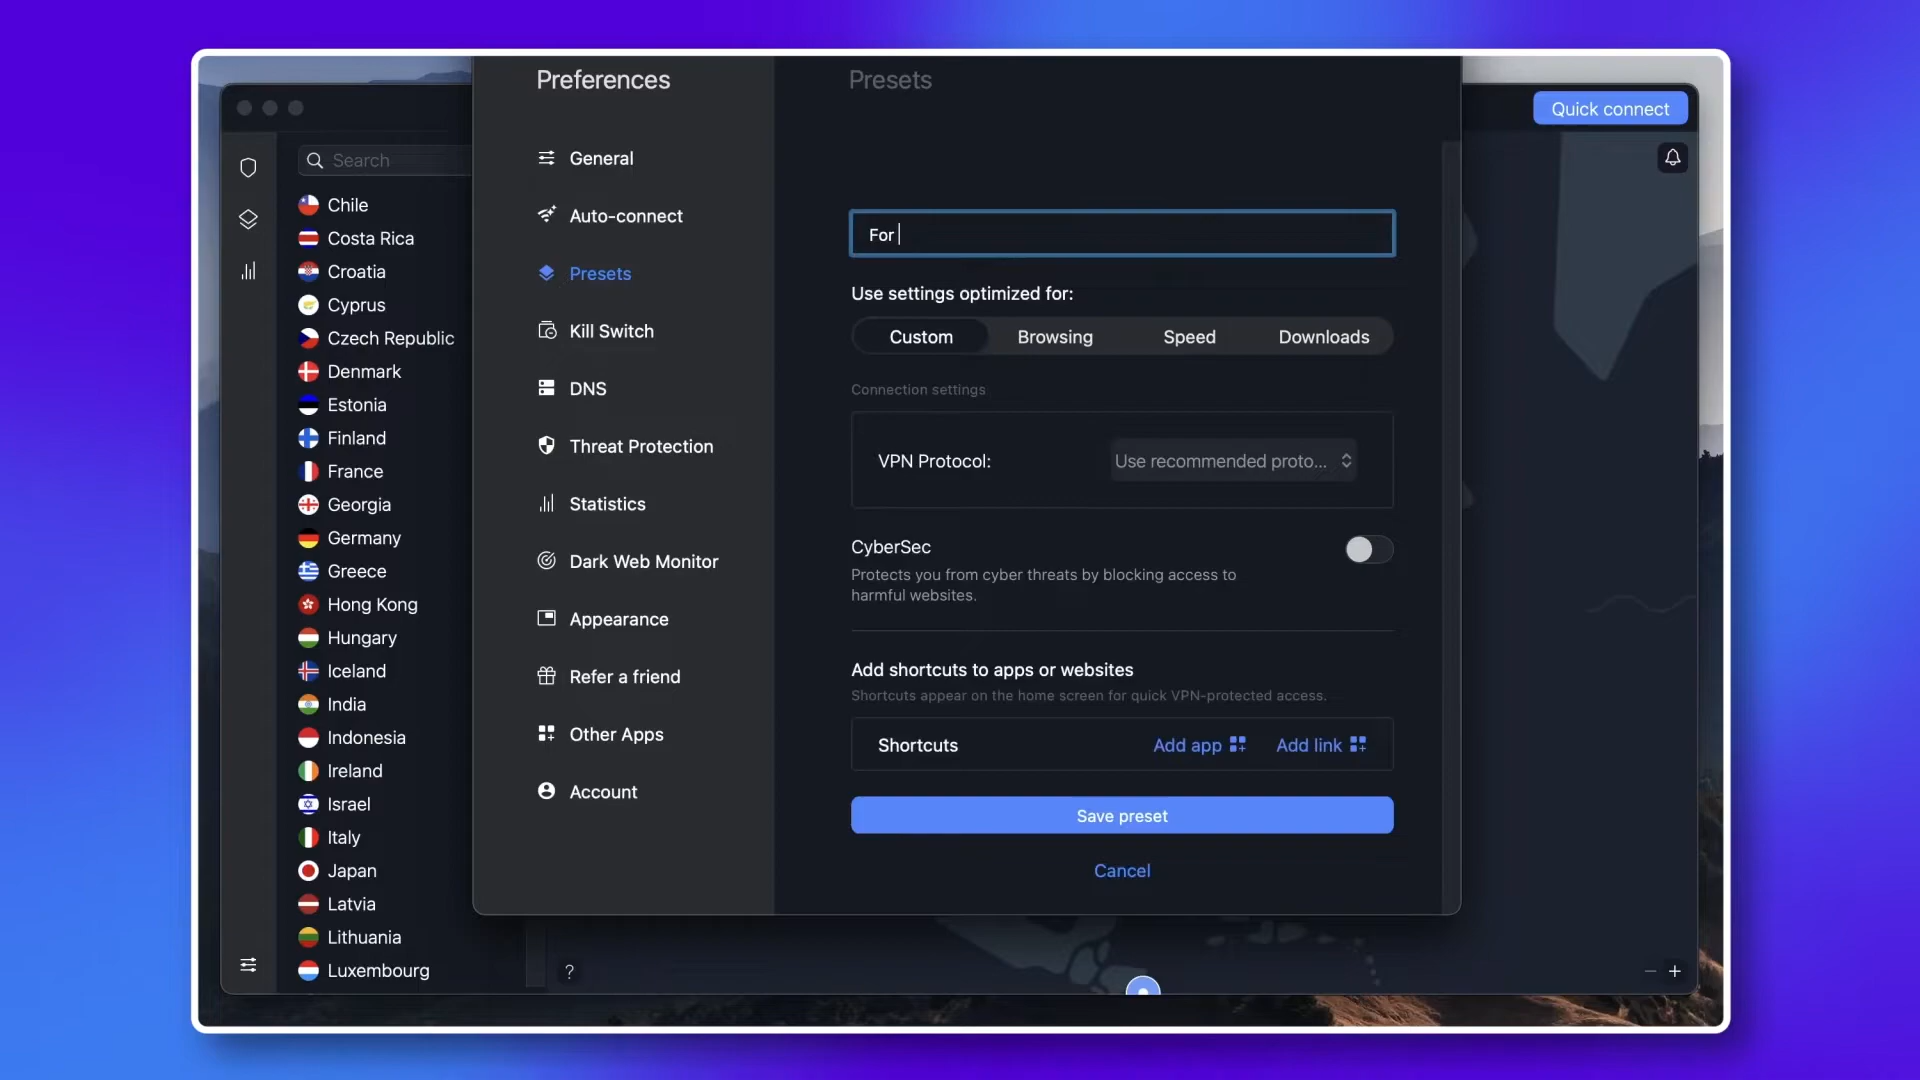 Preferences
Presets
Quick connect
Search
Chile
Costa Rica
Croatia
Cyprus
Czech Republic
Denmark
Estonia
Finland
France
Georgia
Germany
Greece
Hong Kong
Hungary
Iceland
India
Indonesia
Ireland
Israel
Italy
Japan
Latvia
Lithuania
Luxembourg
General
Auto-connect
Presets
Kill Switch
DNS
Threat Protection
Statistics
Dark Web Monitor
Appearance
Refer a friend
Other Apps
Account
For
Use settings optimized for:
Custom Browsing Speed Downloads
Connection settings
VPN Protocol: Use recommended proto...
CyberSec
Protects you from cyber threats by blocking access to
harmful websites.
Add shortcuts to apps or websites
Shortcuts appear on the home screen for quick VPN-protected access.
Shortcuts Add app Add link
Save preset
Cancel
?